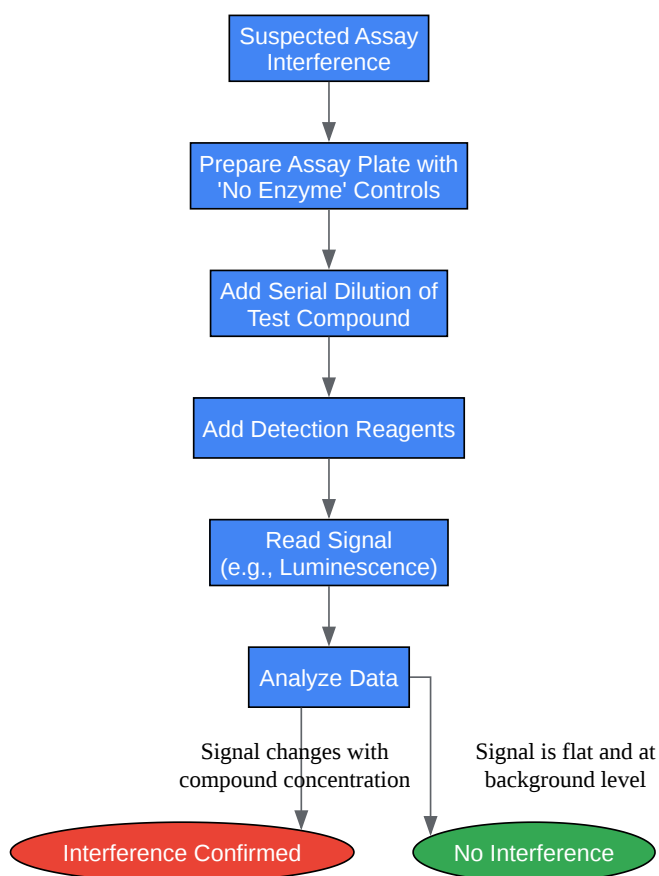 Suspected Assay
Interference
Prepare Assay Plate with
'No Enzyme' Controls
Add Serial Dilution of
Test Compound
Add Detection Reagents
Read Signal
(e.g., Luminescence)
Analyze Data
Signal changes with
compound concentration
Signal is flat and at
background level
Interference Confirmed
No Interference